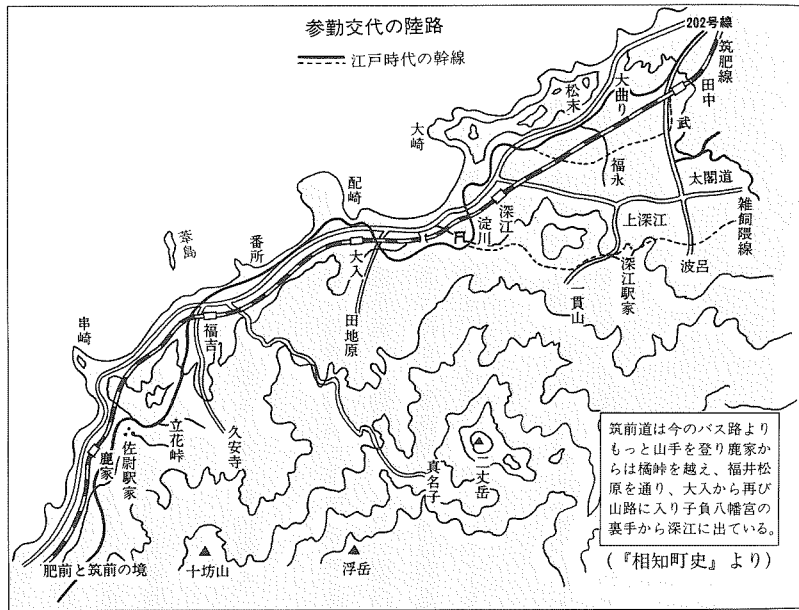 参勤交代の陸路
江戸時代の幹線
202号線
筑肥線
田中
大曲り
松末
武
大崎
福永
太閤道
配崎
深江
淀川
上深江
雑餉隈線
番所
大入
深江駅家
波呂
一貫山
田地原
串崎
福吉
久安寺
立花峠
佐尉駅家
鹿家
真名子
二丈岳
肥前と筑前の境
十坊山
浮岳
筑前道は今のバス路より
もっと山手を登り鹿家か
らは橘峠を越え、福井松
原を通り、大入から再び
山路に入り子負八幡宮の
裏手から深江に出ている。
(『相知町史』より)